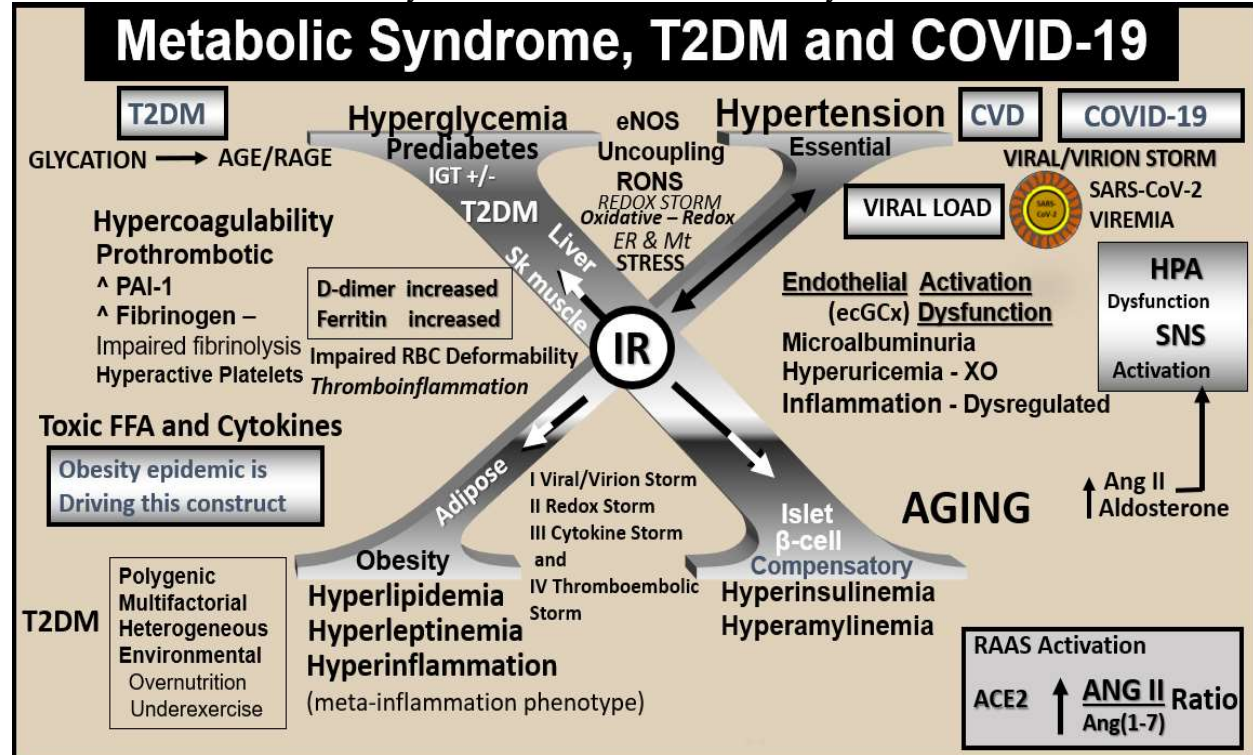 Metabolic Syndrome, T2DM and COVID-19
T2DM
GLYCATION → AGE/RAGE
Hyperglycemia
Prediabetes
IGT +/-
T2DM
Liver
Sk muscle
eNOS
Uncoupling
RONS
REDOX STORM
Oxidative – Redox
ER & Mt
STRESS
Hypertension
Essential
CVD
COVID-19
VIRAL/VIRION STORM
VIRAL LOAD
SARS-
CoV-2
SARS-CoV-2
VIREMIA
Hypercoagulability
Prothrombotic
^ PAI-1
^ Fibrinogen –
Impaired fibrinolysis
Hyperactive Platelets
D-dimer increased
Ferritin increased
Impaired RBC Deformability
Thromboinflammation
IR
Endothelial Activation
(ecGCx) Dysfunction
Microalbuminuria
Hyperuricemia - XO
Inflammation - Dysregulated
HPA
Dysfunction
SNS
Activation
Ang II
Aldosterone
Toxic FFA and Cytokines
Obesity epidemic is
Driving this construct
Adipose
Obesity
Hyperlipidemia
Hyperleptinemia
Hyperinflammation
(meta-inflammation phenotype)
I Viral/Virion Storm
II Redox Storm
III Cytokine Storm
and
IV Thromboembolic
Storm
Islet
β-cell
Compensatory
Hyperinsulinemia
Hyperamylinemia
AGING
T2DM
Polygenic
Multifactorial
Heterogeneous
Environmental
Overnutrition
Underexercise
RAAS Activation
ACE2 ↑ ANG II Ratio
Ang(1-7)